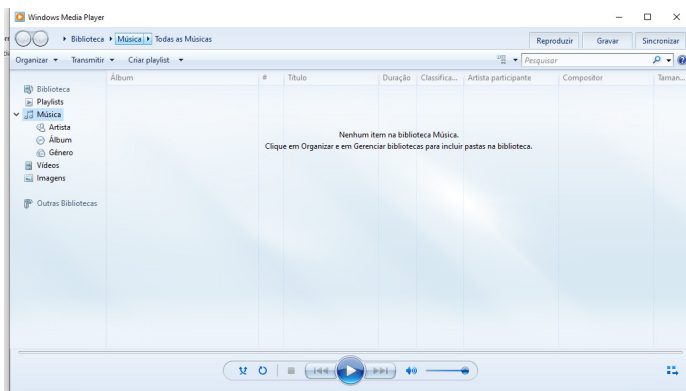 Windows Media Player
Biblioteca Música Todas as Músicas
Reproduzir Gravar Sincronizar
Organizar Transmitir Criar playlist
Pesquisar
Álbum # Título Duração Classifica... Artista participante Compositor Taman...
Biblioteca
Playlists
Música
Artista
Álbum
Gênero
Vídeos
Imagens
Outras Bibliotecas
Nenhum item na biblioteca Música.
Clique em Organizar e em Gerenciar bibliotecas para incluir pastas na biblioteca.